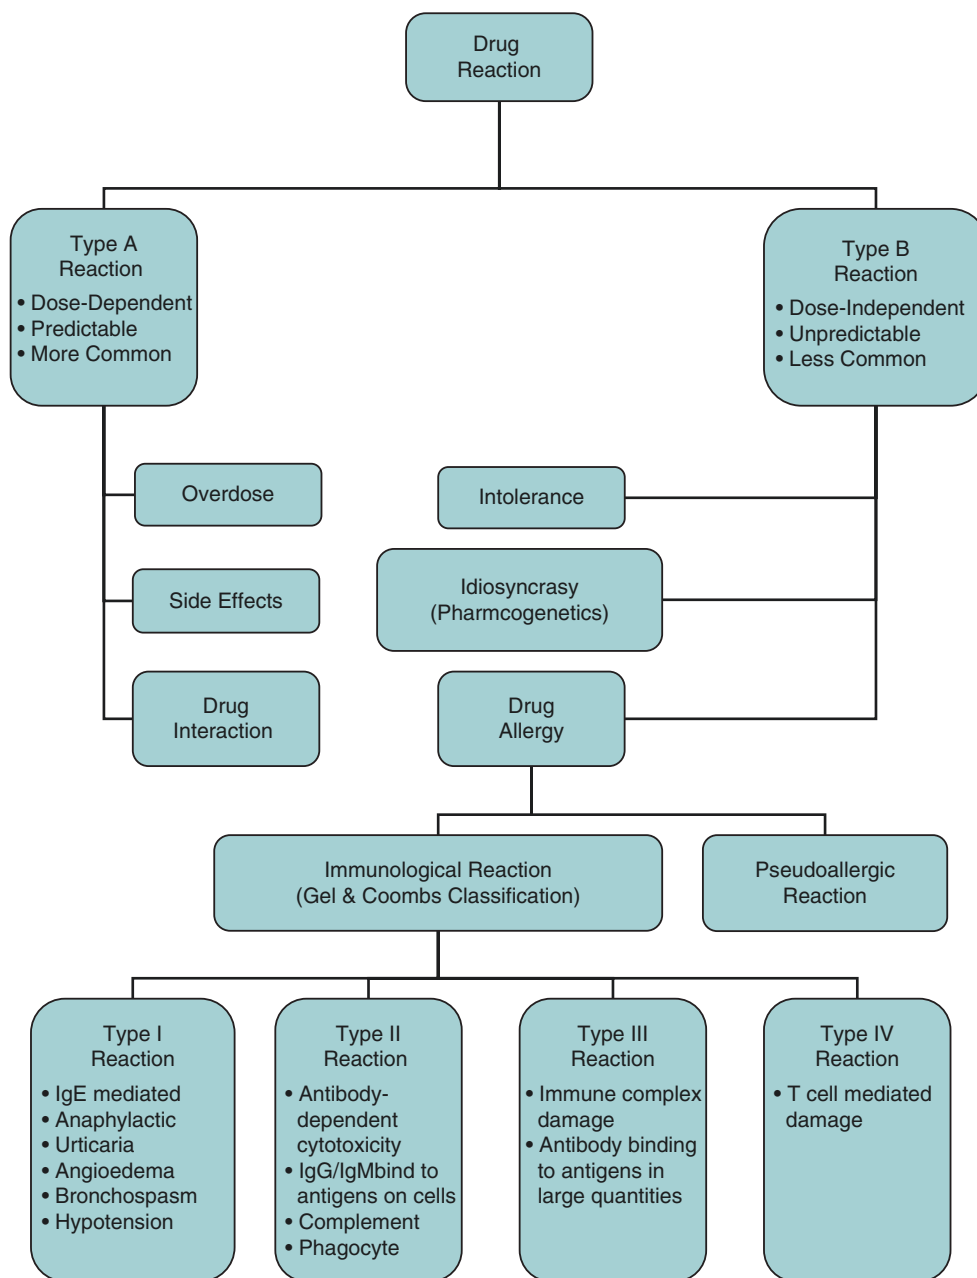 Drug
Reaction
Type A
Reaction
• Dose-Dependent
• Predictable
• More Common
Type B
Reaction
• Dose-Independent
• Unpredictable
• Less Common
Overdose
Intolerance
Side Effects
Idiosyncrasy
(Pharmcogenetics)
Drug
Interaction
Drug
Allergy
Immunological Reaction
(Gel & Coombs Classification)
Pseudoallergic
Reaction
Type I
Reaction
• IgE mediated
• Anaphylactic
• Urticaria
• Angioedema
• Bronchospasm
• Hypotension
Type II
Reaction
• Antibody-
dependent
cytotoxicity
• IgG/IgMbind to
antigens on cells
• Complement
• Phagocyte
Type III
Reaction
• Immune complex
damage
• Antibody binding
to antigens in
large quantities
Type IV
Reaction
• T cell mediated
damage